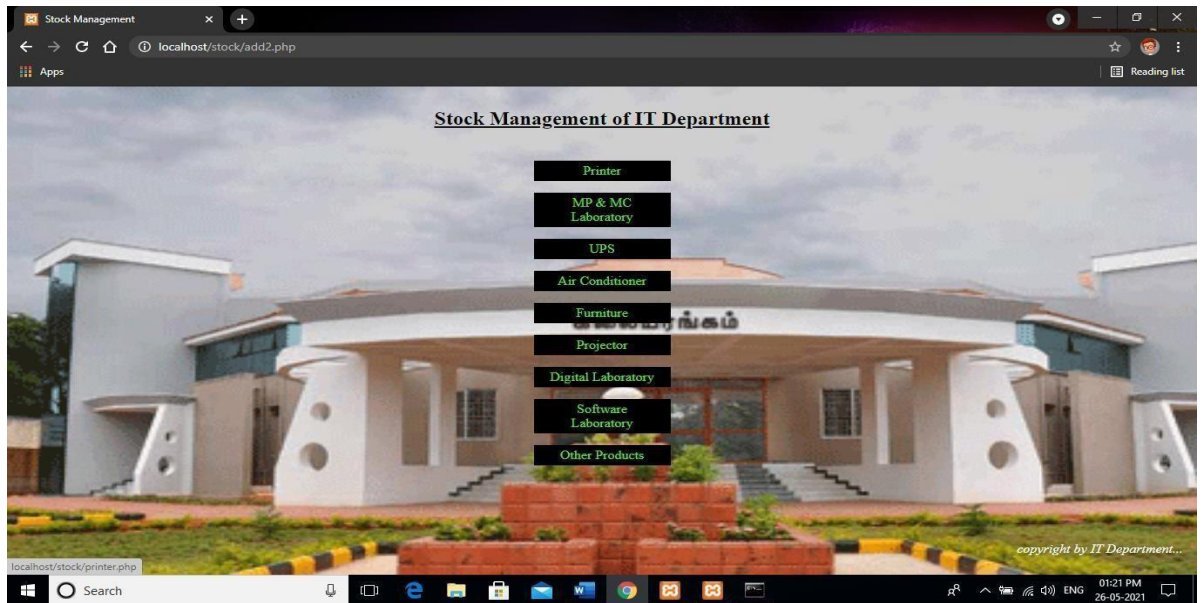 Stock Management
localhost/stock/add2.php
Apps
Reading list
Stock Management of IT Department
Printer
MP & MC
Laboratory
UPS
Air Conditioner
Furniture
Projector
Digital Laboratory
Software
Laboratory
Other Products
copyright by IT Department...
localhost/stock/printer.php
Search
ENG
01:21 PM
26-05-2021